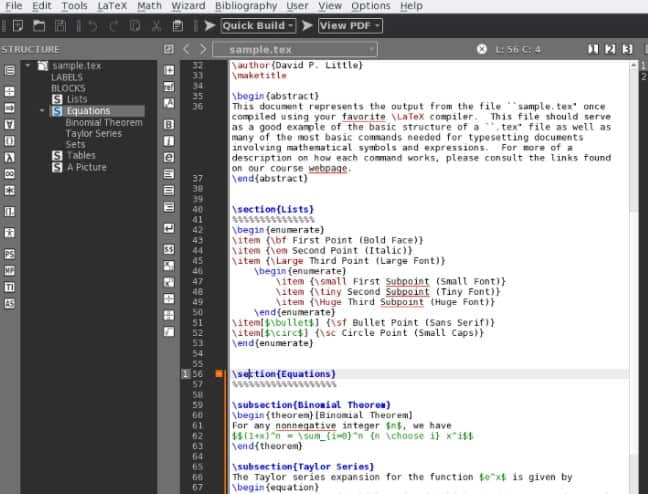 File Edit Tools LaTeX Math Wizard Bibliography User View Options Help
Quick Build View PDF
STRUCTURE sample.tex L: 56 C: 4 1 2 3
sample.tex
LABELS
BLOCKS
S Lists
S Equations
Binomial Theorem
Taylor Series
Sets
S Tables
S A Picture
32 \author{David P. Little}
33 \maketitle
34
35 \begin{abstract}
36 This document represents the output from the file ``sample.tex" once
compiled using your favorite \LaTeX compiler. This file should serve
as a good example of the basic structure of a ``.tex" file as well as
many of the most basic commands needed for typesetting documents
involving mathematical symbols and expressions. For more of a
description on how each command works, please consult the links found
on our course webpage.
37 \end{abstract}
38
39
40 \section{Lists}
41 %%%%%%%%%%%%%%%
42 \begin{enumerate}
43 \item {\bf First Point (Bold Face)}
44 \item {\em Second Point (Italic)}
45 \item {\Large Third Point (Large Font)}
46 \begin{enumerate}
47 \item {\small First Subpoint (Small Font)}
48 \item {\tiny Second Subpoint (Tiny Font)}
49 \item {\Huge Third Subpoint (Huge Font)}
50 \end{enumerate}
51 \item[$\bullet$] {\sf Bullet Point (Sans Serif)}
52 \item[$\circ$] {\sc Circle Point (Small Caps)}
53 \end{enumerate}
54
55
1 56 \section{Equations}
57 %%%%%%%%%%%%%%%%%%%
58
59 \subsection{Binomial Theorem}
60 \begin{theorem}[Binomial Theorem]
61 For any nonnegative integer $n$, we have
62 $$(1+x)^n = \sum_{i=0}^n {n \choose i} x^i$$
63 \end{theorem}
64
65 \subsection{Taylor Series}
66 The Taylor series expansion for the function $e^x$ is given by
67 \begin{equation}